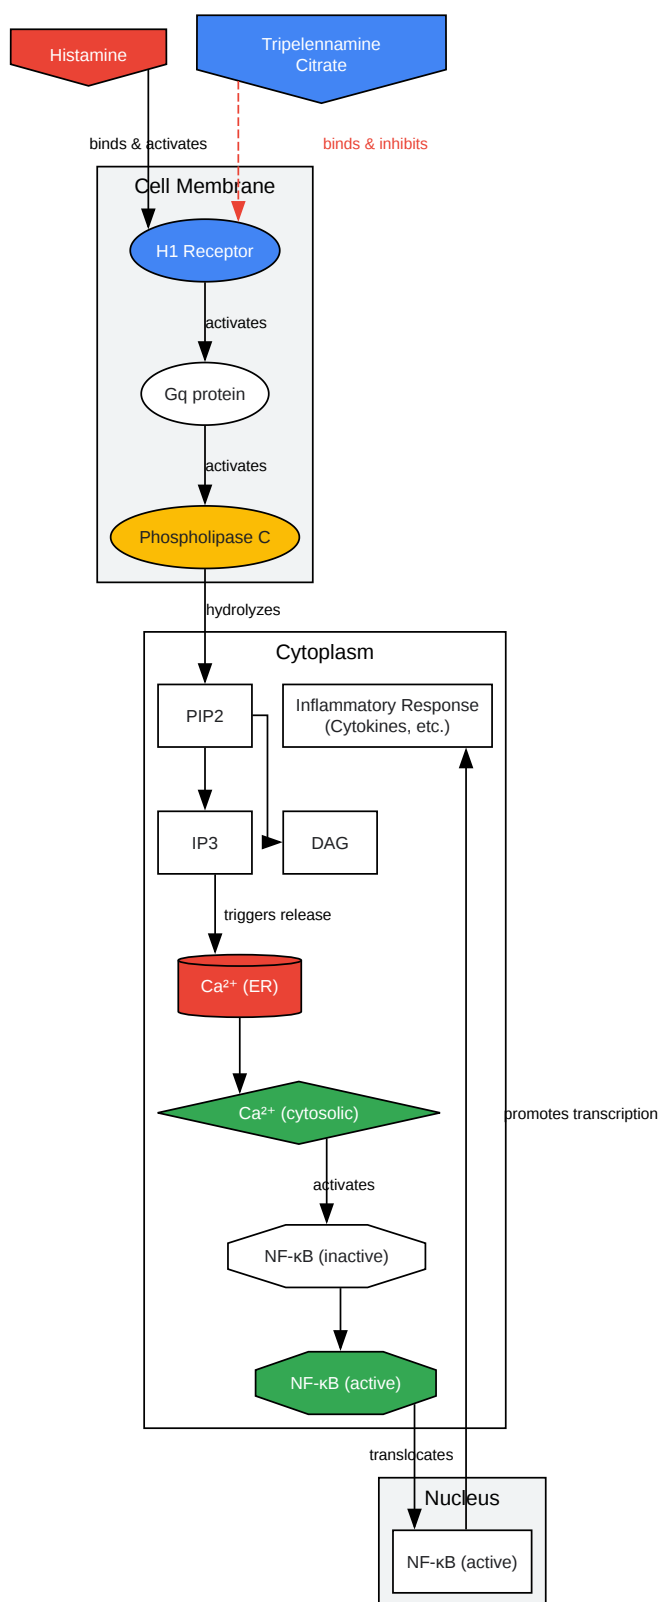 Histamine
Tripelennamine
Citrate
binds & activates
binds & inhibits
Cell Membrane
H1 Receptor
activates
Gq protein
activates
Phospholipase C
hydrolyzes
Cytoplasm
PIP2
Inflammatory Response
(Cytokines, etc.)
IP3
DAG
triggers release
Ca²⁺ (ER)
Ca²⁺ (cytosolic)
promotes transcription
activates
NF-κB (inactive)
NF-κB (active)
translocates
Nucleus
NF-κB (active)